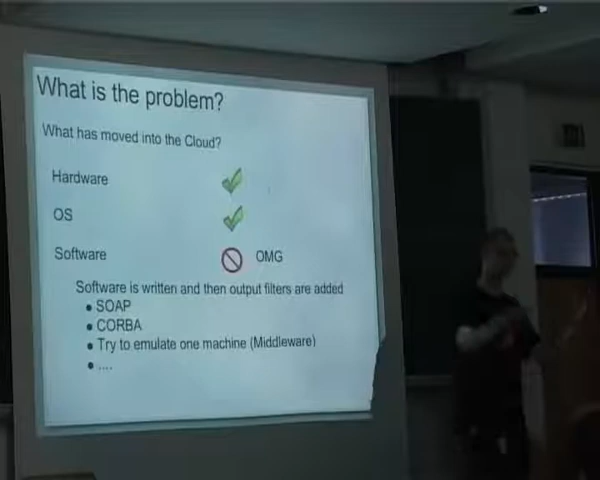 What is the problem?
What has moved into the Cloud?
Hardware
OS
Software OMG
Software is written and then output filters are added
• SOAP
• CORBA
• Try to emulate one machine (Middleware)
• ....